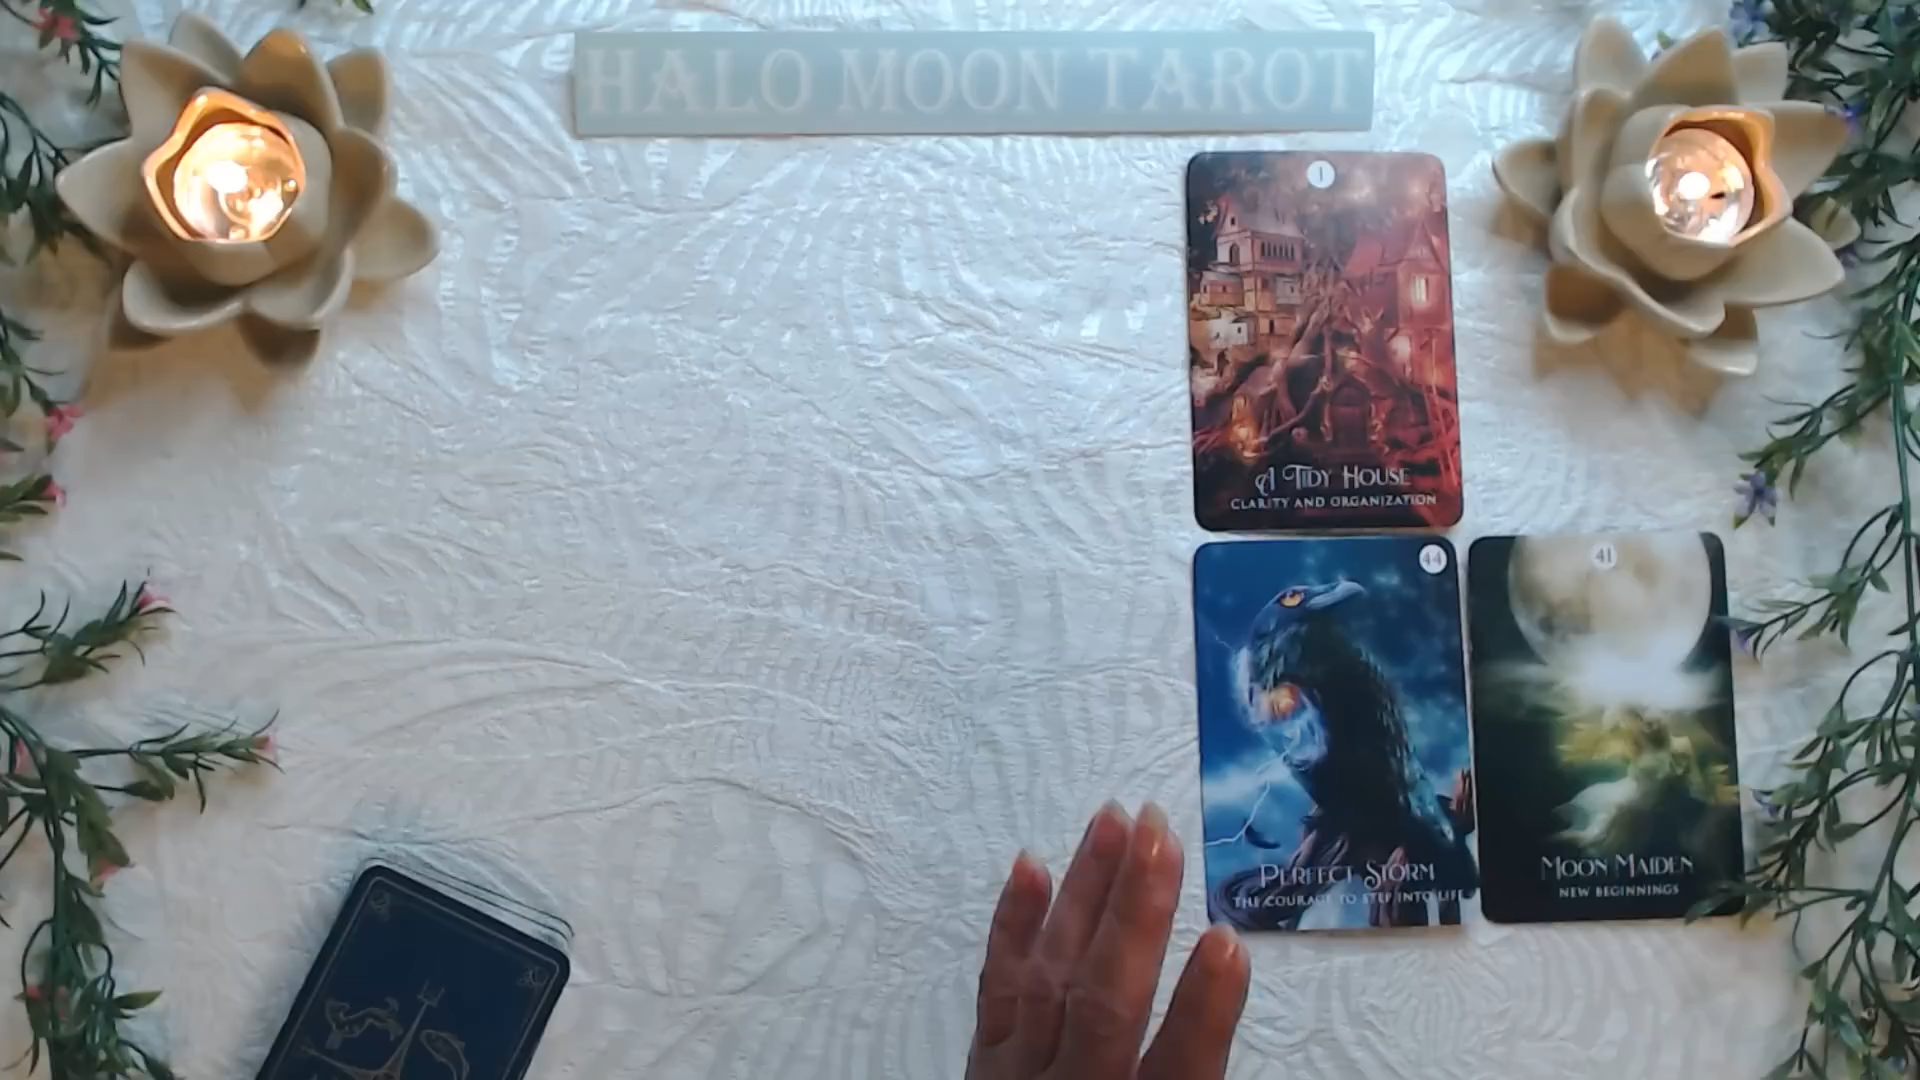 HALO MOON TAROT
1
A TIDY HOUSE
CLARITY AND ORGANIZATION
44
PERFECT STORM
THE COURAGE TO STEP INTO LIFE
41
MOON MAIDEN
NEW BEGINNINGS